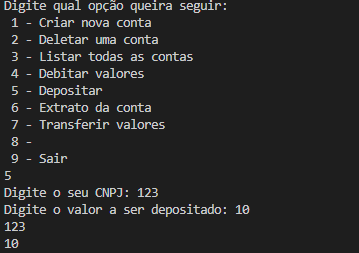 Digite qual opção queira seguir:
1 - Criar nova conta
2 - Deletar uma conta
3 - Listar todas as contas
4 - Debitar valores
5 - Depositar
6 - Extrato da conta
7 - Transferir valores
8 -
9 - Sair
5
Digite o seu CNPJ: 123
Digite o valor a ser depositado: 10
123
10